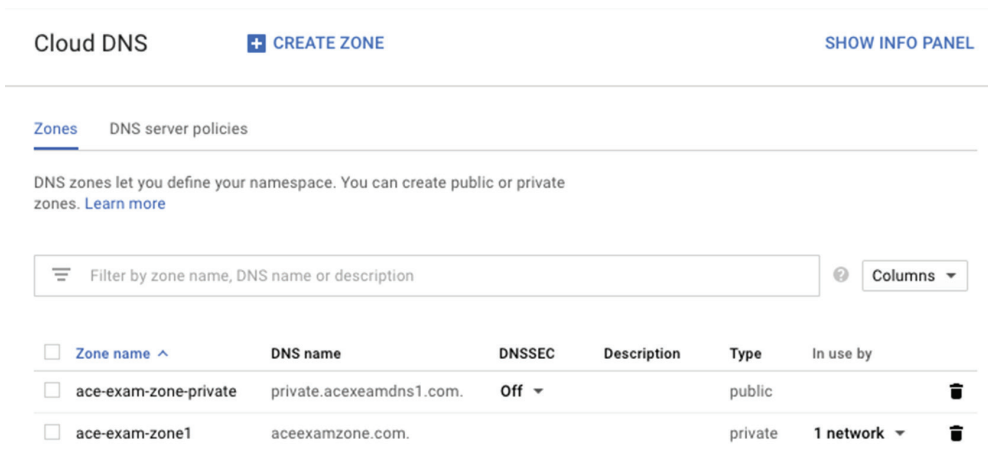 Cloud DNS CREATE ZONE SHOW INFO PANEL
Zones DNS server policies
DNS zones let you define your namespace. You can create public or private
zones. Learn more
Filter by zone name, DNS name or description ? Columns
Zone name DNS name DNSSEC Description Type In use by
ace-exam-zone-private private.acexeamdns1.com. Off public
ace-exam-zone1 aceexamzone.com. private 1 network